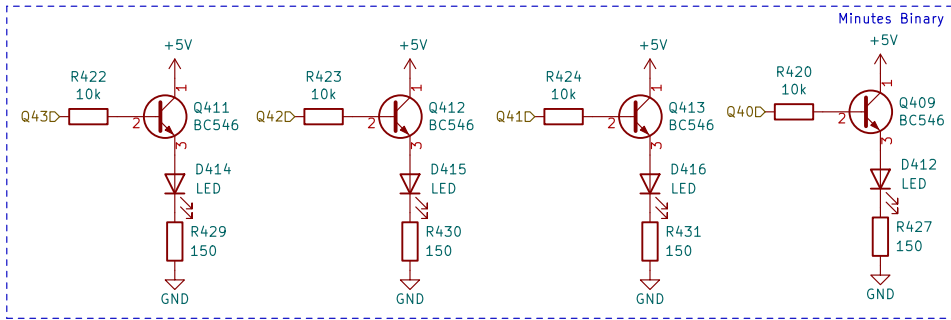 Minutes Binary
+5V
R422
10k
Q43
1
2
3
Q411
BC546
D414
LED
R429
150
GND
+5V
R423
10k
Q42
1
2
3
Q412
BC546
D415
LED
R430
150
GND
+5V
R424
10k
Q41
1
2
3
Q413
BC546
D416
LED
R431
150
GND
+5V
R420
10k
Q40
1
2
3
Q409
BC546
D412
LED
R427
150
GND